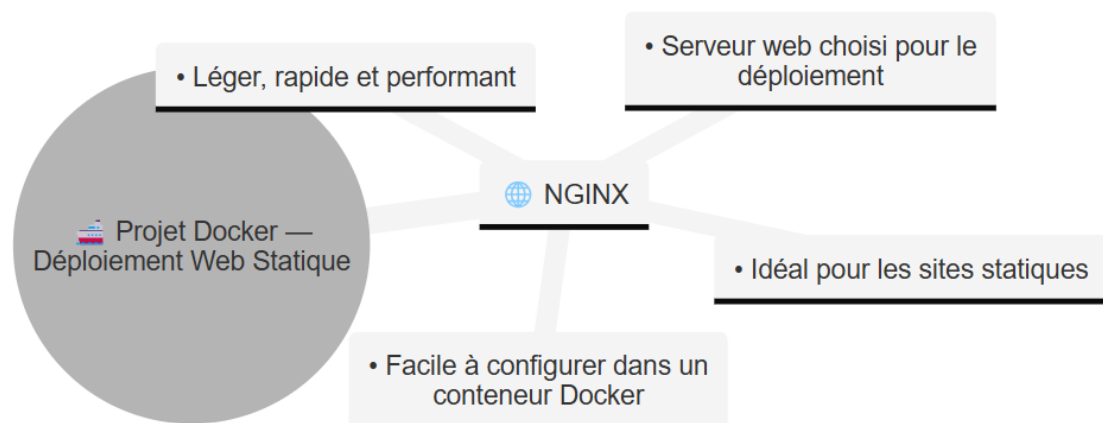 • Léger, rapide et performant
• Serveur web choisi pour le
déploiement
🌐 NGINX
🚢 Projet Docker —
Déploiement Web Statique
• Idéal pour les sites statiques
• Facile à configurer dans un
conteneur Docker